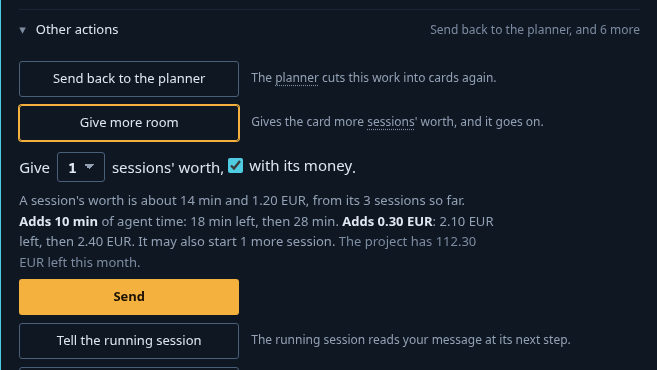 ▾ Other actions Send back to the planner, and 6 more
Send back to the planner The planner cuts this work into cards again.
Give more room Gives the card more sessions' worth, and it goes on.
Give 1 sessions' worth, with its money.
A session's worth is about 14 min and 1.20 EUR, from its 3 sessions so far.
Adds 10 min of agent time: 18 min left, then 28 min. Adds 0.30 EUR: 2.10 EUR
left, then 2.40 EUR. It may also start 1 more session. The project has 112.30
EUR left this month.
Send
Tell the running session The running session reads your message at its next step.